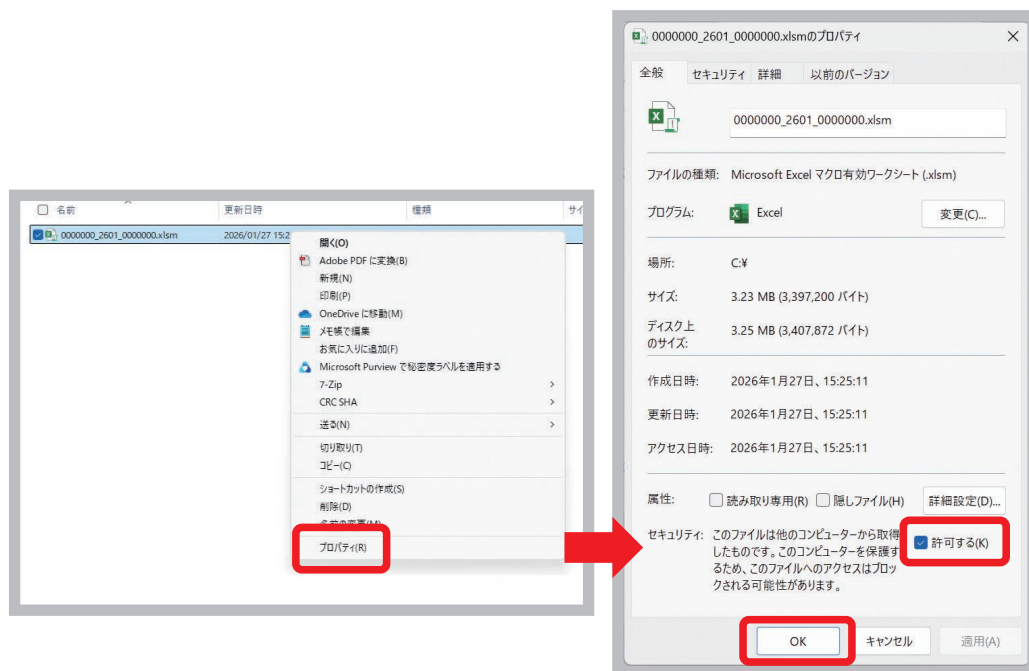 名前 更新日時 種類 サイ
0000000_2601_0000000.xlsm 2026/01/27 15:2
開く(O)
Adobe PDF に変換(B)
新規(N)
印刷(P)
OneDrive に移動(M)
メモ帳で編集
お気に入りに追加(F)
Microsoft Purview で秘密度ラベルを適用する
7-Zip
CRC SHA
送る(N)
切り取り(T)
コピー(C)
ショートカットの作成(S)
削除(D)
名前の変更(M)
プロパティ(R)
0000000_2601_0000000.xlsmのプロパティ
全般 セキュリティ 詳細 以前のバージョン
0000000_2601_0000000.xlsm
ファイルの種類: Microsoft Excel マクロ有効ワークシート (.xlsm)
プログラム: Excel 変更(C)...
場所: C:¥
サイズ: 3.23 MB (3,397,200 バイト)
ディスク上
のサイズ: 3.25 MB (3,407,872 バイト)
作成日時: 2026年1月27日、15:25:11
更新日時: 2026年1月27日、15:25:11
アクセス日時: 2026年1月27日、15:25:11
属性: 読み取り専用(R) 隠しファイル(H) 詳細設定(D)...
セキュリティ: このファイルは他のコンピューターから取得 許可する(K)
したものです。このコンピューターを保護す
るため、このファイルへのアクセスはブロッ
クされる可能性があります。
OK キャンセル 適用(A)